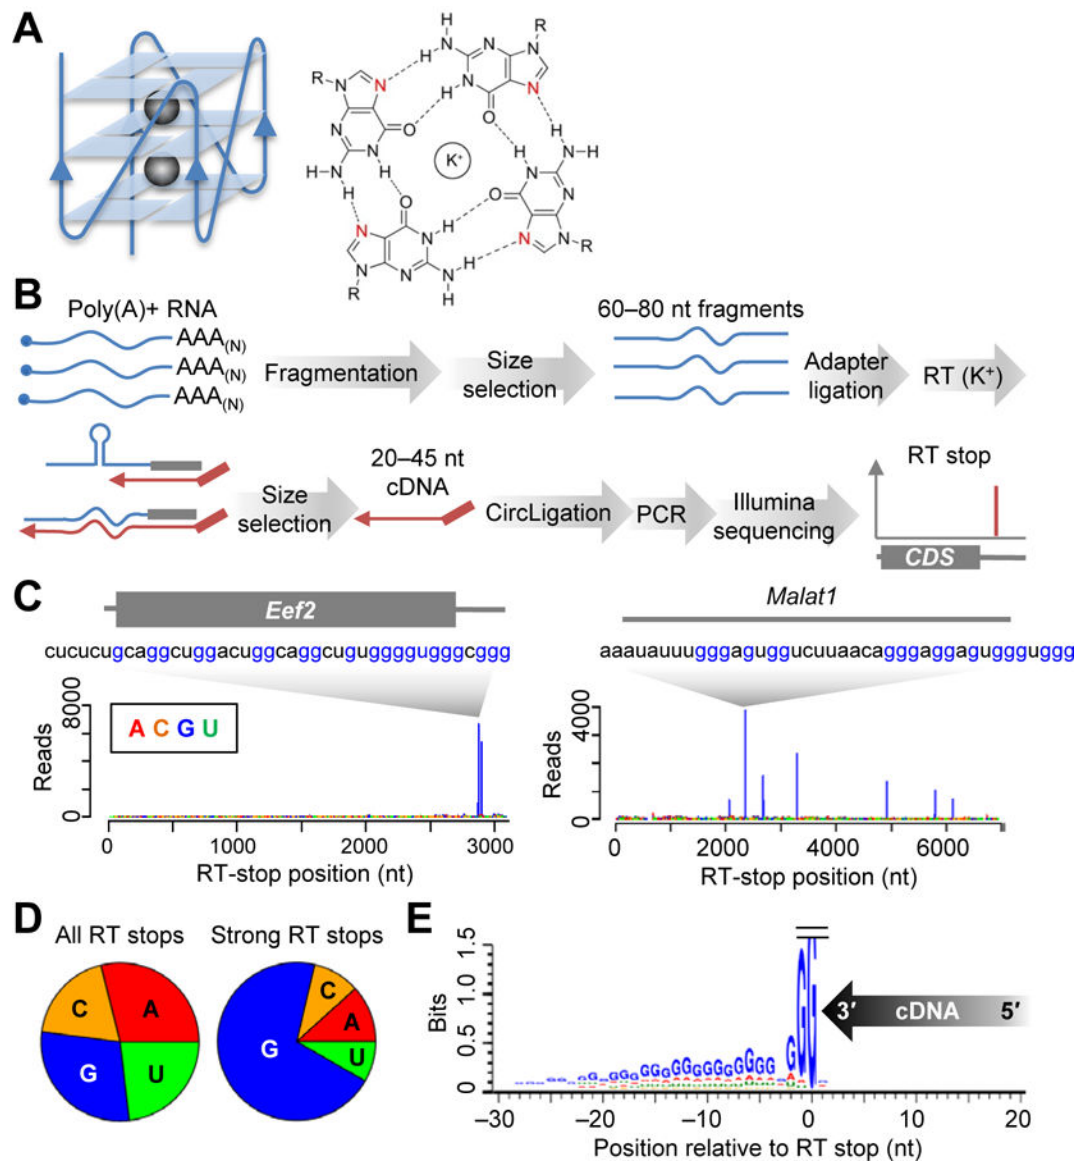 A
R
H
N
N
H
N
N
R
N
N
H
N
H
O
O
N
N
H
H
N
K+
H
N
N
H
H
N
O
O
N
N
H
H
N
N
R
N
N
H
N
H
N
R
B
Poly(A)+ RNA
AAA(N)
AAA(N)
AAA(N)
Fragmentation
Size
selection
60–80 nt fragments
Adapter
ligation
RT (K+)
Size
selection
20–45 nt
cDNA
CircLigation
PCR
Illumina
sequencing
RT stop
CDS
C
Eef2
cucucugcaggcuggacuggcaggcuguggggugggcggg
Reads
8000
0
A C G U
0 1000 2000 3000
RT-stop position (nt)
Malat1
aaauauuugggagugguc​uuaacagggaggagugggugggg
Reads
4000
0
0 2000 4000 6000
RT-stop position (nt)
D
All RT stops
C
A
G
U
Strong RT stops
C
A
G
U
E
Bits
1.5
1.0
0.5
0
3′ cDNA 5′
−30 −20 −10 0 10 20
Position relative to RT stop (nt)